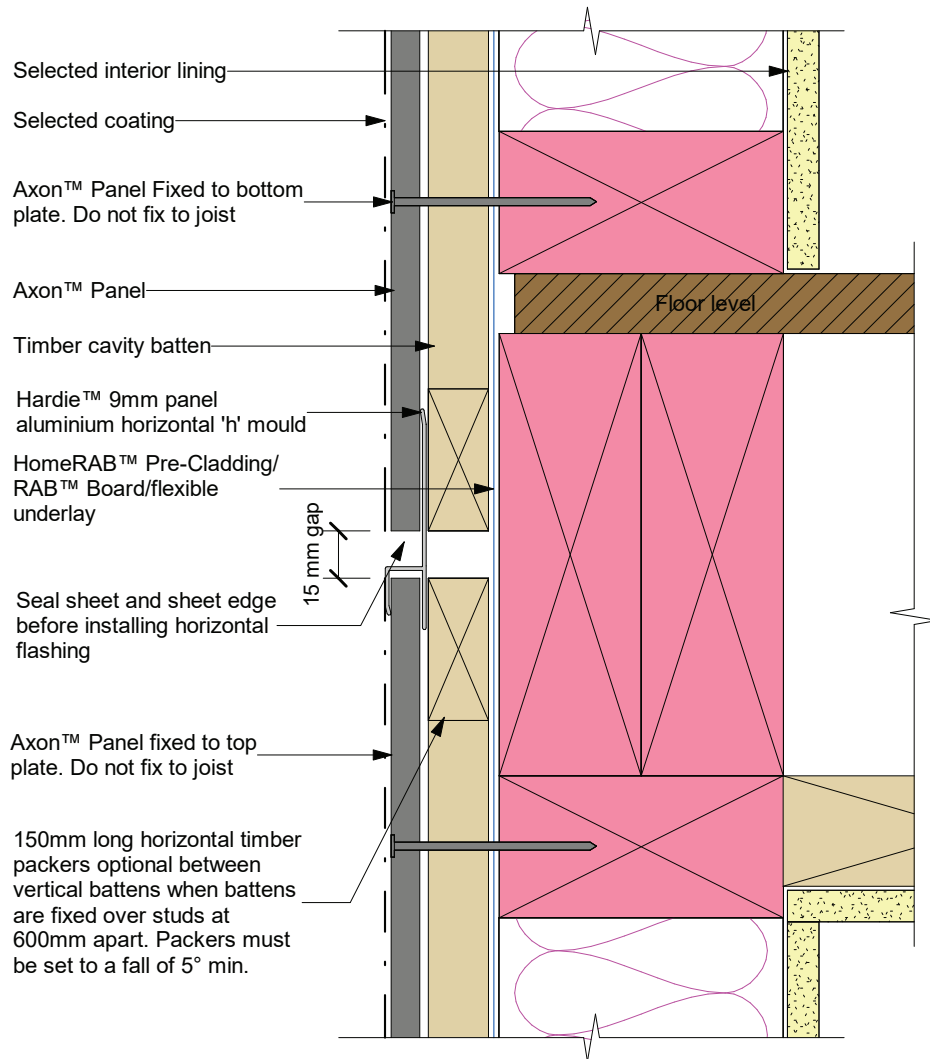 Selected interior lining
Selected coating
Axon™ Panel Fixed to bottom
plate. Do not fix to joist
Axon™ Panel
Floor level
Timber cavity batten
Hardie™ 9mm panel
aluminium horizontal 'h' mould
HomeRAB™ Pre-Cladding/
RAB™ Board/flexible
underlay
15 mm gap
Seal sheet and sheet edge
before installing horizontal
flashing
Axon™ Panel fixed to top
plate. Do not fix to joist
150mm long horizontal timber
packers optional between
vertical battens when battens
are fixed over studs at
600mm apart. Packers must
be set to a fall of 5° min.